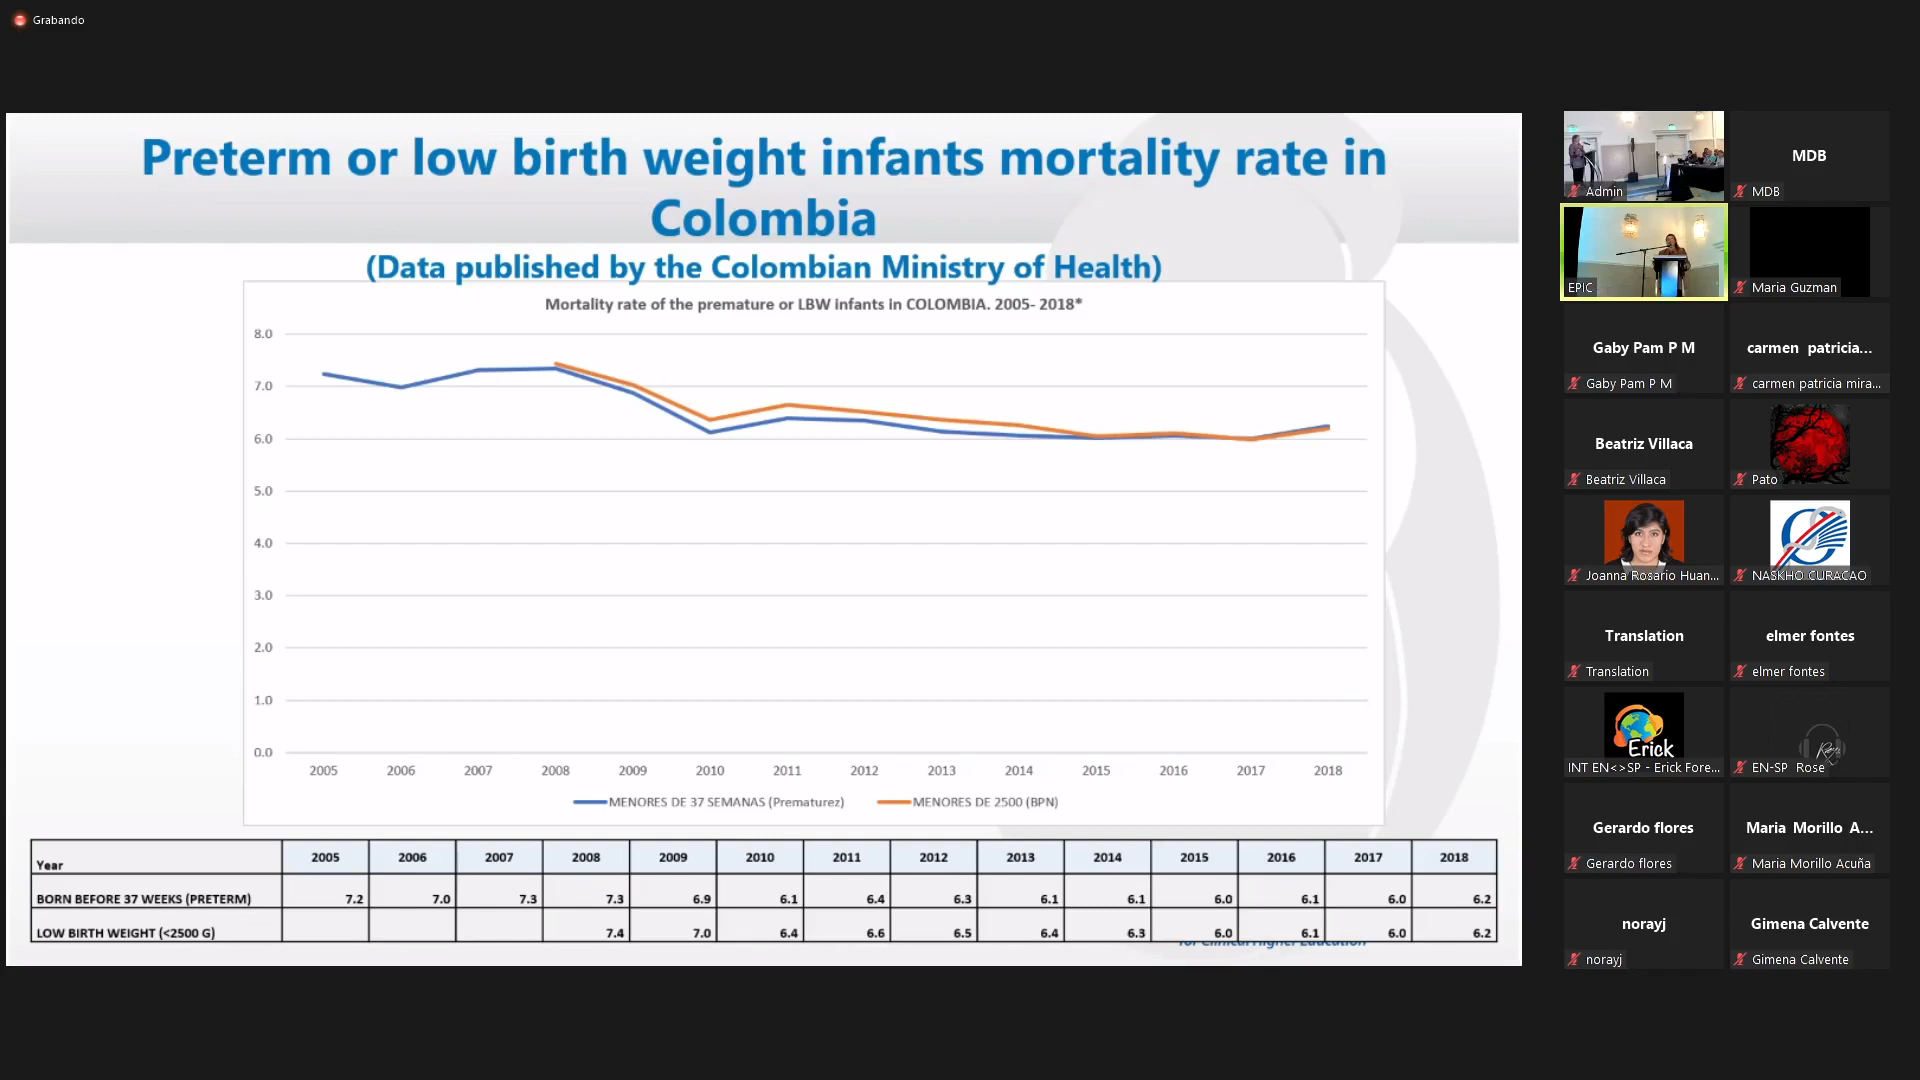 Grabando
Preterm or low birth weight infants mortality rate in
Colombia
(Data published by the Colombian Ministry of Health)
Mortality rate of the premature or LBW infants in COLOMBIA. 2005- 2018*
8.0
7.0
6.0
5.0
4.0
3.0
2.0
1.0
0.0
2005 2006 2007 2008 2009 2010 2011 2012 2013 2014 2015 2016 2017 2018
MENORES DE 37 SEMANAS (Prematurez) MENORES DE 2500 (BPN)
Year 2005 2006 2007 2008 2009 2010 2011 2012 2013 2014 2015 2016 2017 2018
BORN BEFORE 37 WEEKS (PRETERM) 7.2 7.0 7.3 7.3 6.9 6.1 6.4 6.3 6.1 6.1 6.0 6.1 6.0 6.2
LOW BIRTH WEIGHT (<2500 G) 7.4 7.0 6.4 6.6 6.5 6.4 6.3 6.0 6.1 6.0 6.2
for Clinical Higher Education
Admin
MDB
MDB
EPIC
Maria Guzman
Gaby Pam P M
Gaby Pam P M
carmen patricia...
carmen patricia mira...
Beatriz Villaca
Beatriz Villaca
Pato
Joanna Rosario Huan...
NASKHO CURACAO
Translation
Translation
elmer fontes
elmer fontes
Erick
INT EN<>SP - Erick Fore...
EN-SP Rose
Gerardo flores
Gerardo flores
Maria Morillo A...
Maria Morillo Acuña
norayj
norayj
Gimena Calvente
Gimena Calvente